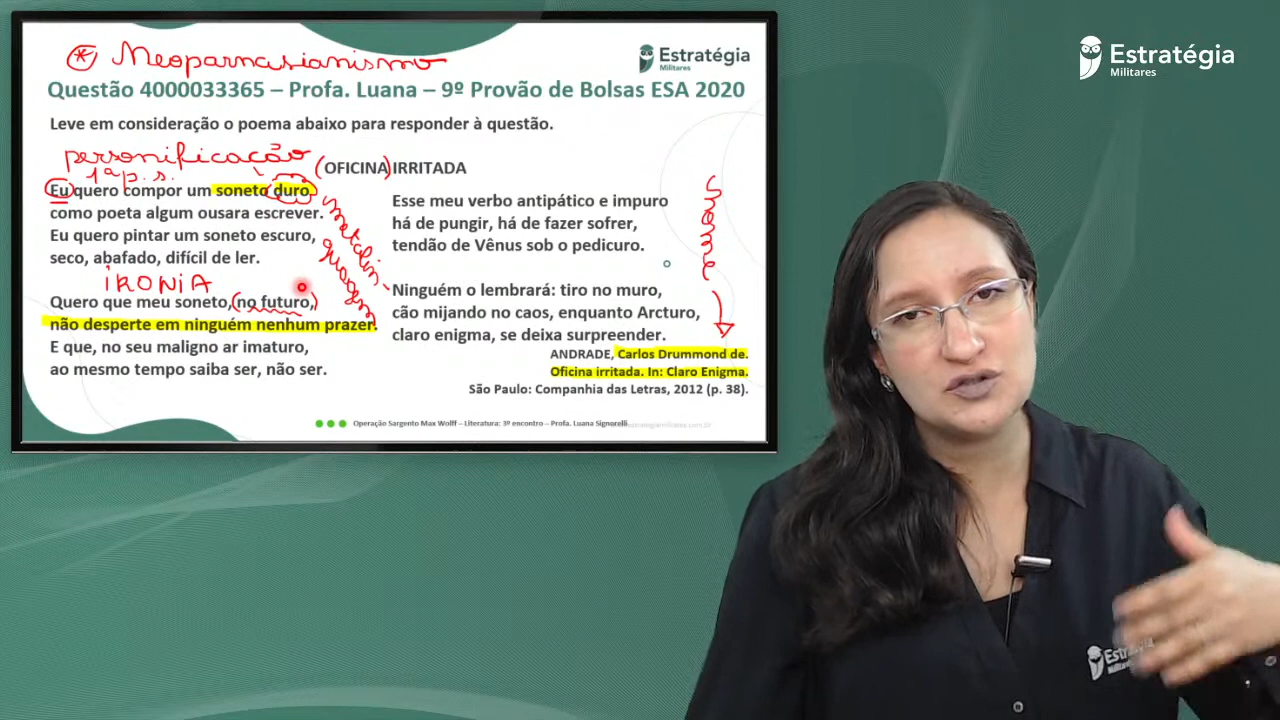 * Neoparnasianismo
Estratégia
Militares
Questão 4000033365 – Profa. Luana – 9º Provão de Bolsas ESA 2020
Leve em consideração o poema abaixo para responder à questão.
personificação
(OFICINA) IRRITADA
1ª p. s.
Eu quero compor um soneto duro
como poeta algum ousara escrever.
Eu quero pintar um soneto escuro,
seco, abafado, difícil de ler.
metalin-
guagem
IRONIA
Quero que meu soneto, (no futuro,)
não desperte em ninguém nenhum prazer.
E que, no seu maligno ar imaturo,
ao mesmo tempo saiba ser, não ser.
Esse meu verbo antipático e impuro
há de pungir, há de fazer sofrer,
tendão de Vênus sob o pedicuro.
nome
Ninguém o lembrará: tiro no muro,
cão mijando no caos, enquanto Arcturo,
claro enigma, se deixa surpreender.
ANDRADE, Carlos Drummond de.
Oficina irritada. In: Claro Enigma.
São Paulo: Companhia das Letras, 2012 (p. 38).
Operação Sargento Max Wolff – Literatura: 3º encontro – Profa. Luana Signorelli
Estratégia
Militares
Estratégia